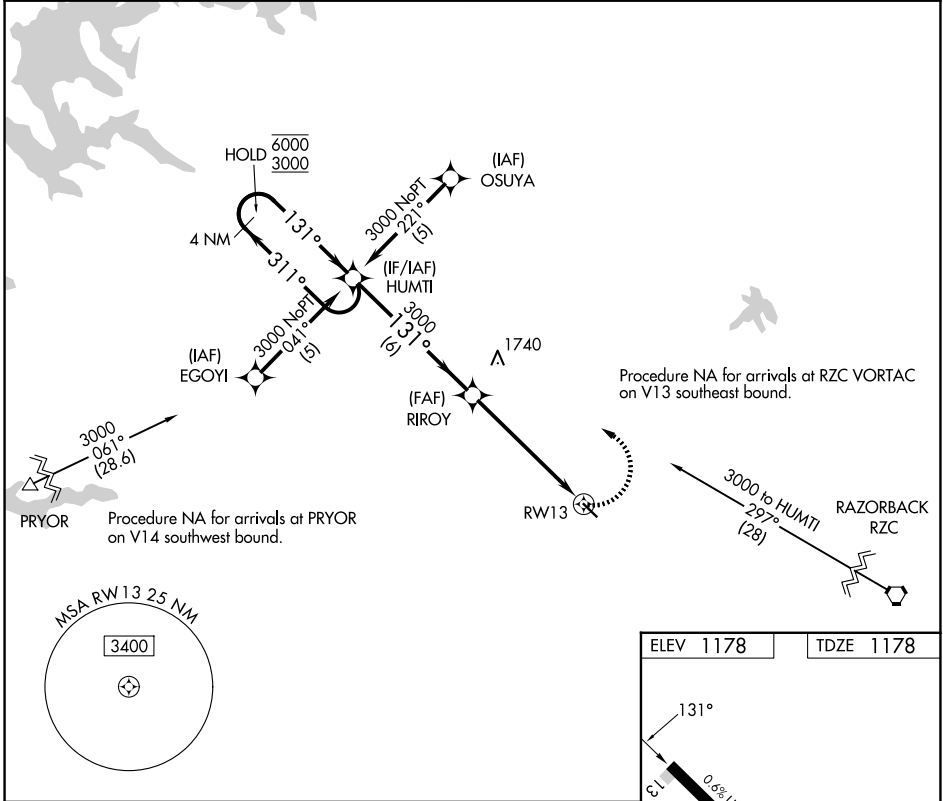 HOLD 6000
3000
(IAF)
OSUYA
3000 NoPT
221°
(5)
131°
4 NM
311°
(IF/IAF)
HUMTI
3000 NoPT
041°
(5)
3000
131°
(6)
(IAF)
EGOYI
1740
Procedure NA for arrivals at RZC VORTAC
on V13 southeast bound.
(FAF)
RIROY
3000
061°
(28.6)
PRYOR
Procedure NA for arrivals at PRYOR
on V14 southwest bound.
RW13
3000 to HUMTI
297°
(28)
RAZORBACK
RZC
MSA RW13 25 NM
3400
ELEV 1178
TDZE 1178
131°
13
0.6%